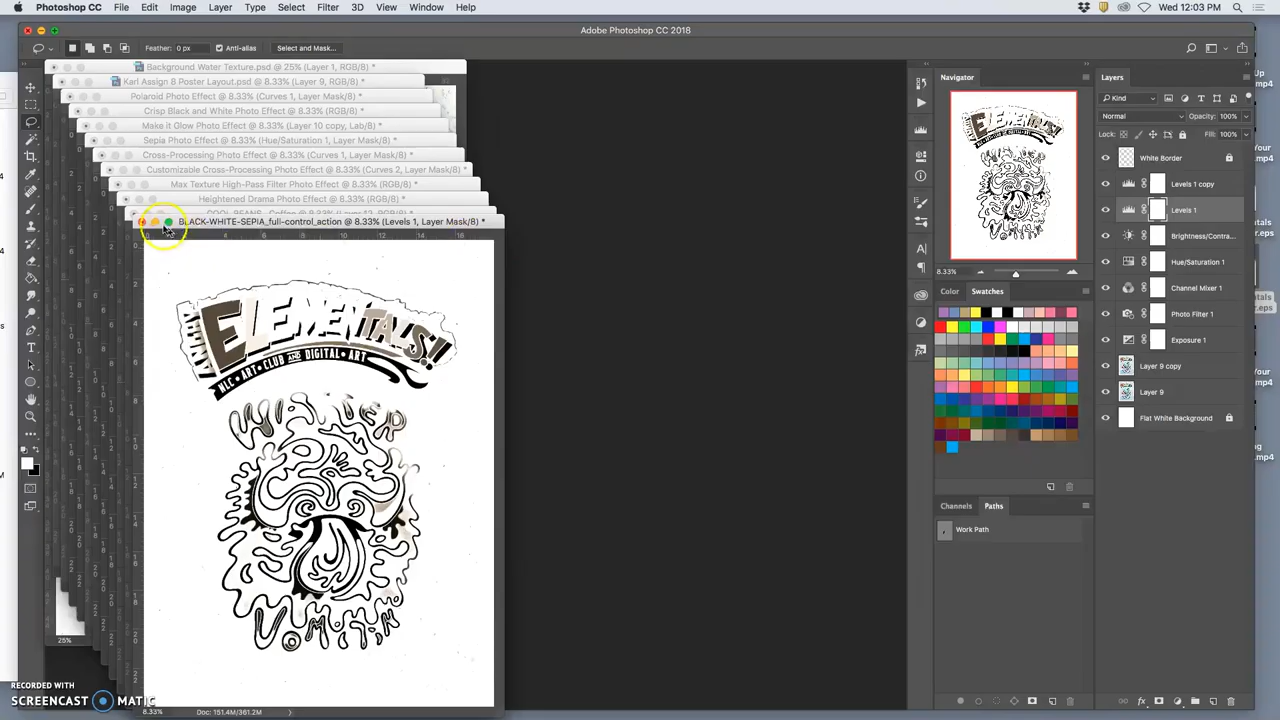 Photoshop CC File Edit Image Layer Type Select Filter 3D View Window Help Wed 12:03 PM
Adobe Photoshop CC 2018
Feather: 0 px Anti-alias Select and Mask...
Background Water Texture.psd @ 25% (Layer 1, RGB/8) *
Karl Assign 8 Poster Layout.psd @ 8.33% (Layer 9, RGB/8) *
Polaroid Photo Effect @ 8.33% (Curves 1, Layer Mask/8) *
Crisp Black and White Photo Effect @ 8.33% (RGB/8) *
Make it Glow Photo Effect @ 8.33% (Layer 10 copy, Lab/8) *
Sepia Photo Effect @ 8.33% (Hue/Saturation 1, Layer Mask/8) *
Cross-Processing Photo Effect @ 8.33% (Curves 1, Layer Mask/8) *
Customizable Cross-Processing Photo Effect @ 8.33% (Curves 2, Layer Mask/8) *
Max Texture High-Pass Filter Photo Effect @ 8.33% (RGB/8) *
Heightened Drama Photo Effect @ 8.33% (RGB/8) *
BLACK-WHITE-SEPIA_full-control_action @ 8.33% (Levels 1, Layer Mask/8) *
ELEMENTALS!!
NLC • ART • CLUB AND DIGITAL • ART
VOMITIN
25%
8.33% Doc: 151.4M/361.2M
Navigator
8.33%
Color Swatches
Channels Paths
Work Path
Layers
Kind
Normal Opacity: 100%
Lock: Fill: 100%
White Border
Levels 1 copy
Levels 1
Brightness/Contra...
Hue/Saturation 1
Channel Mixer 1
Photo Filter 1
Exposure 1
Layer 9 copy
Layer 9
Flat White Background
RECORDED WITH
SCREENCAST MATIC